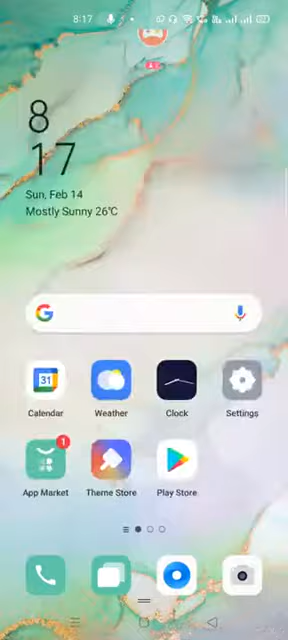 8:17
8
17
Sun, Feb 14
Mostly Sunny 26℃
31
Calendar
Weather
Clock
Settings
1
App Market
Theme Store
Play Store